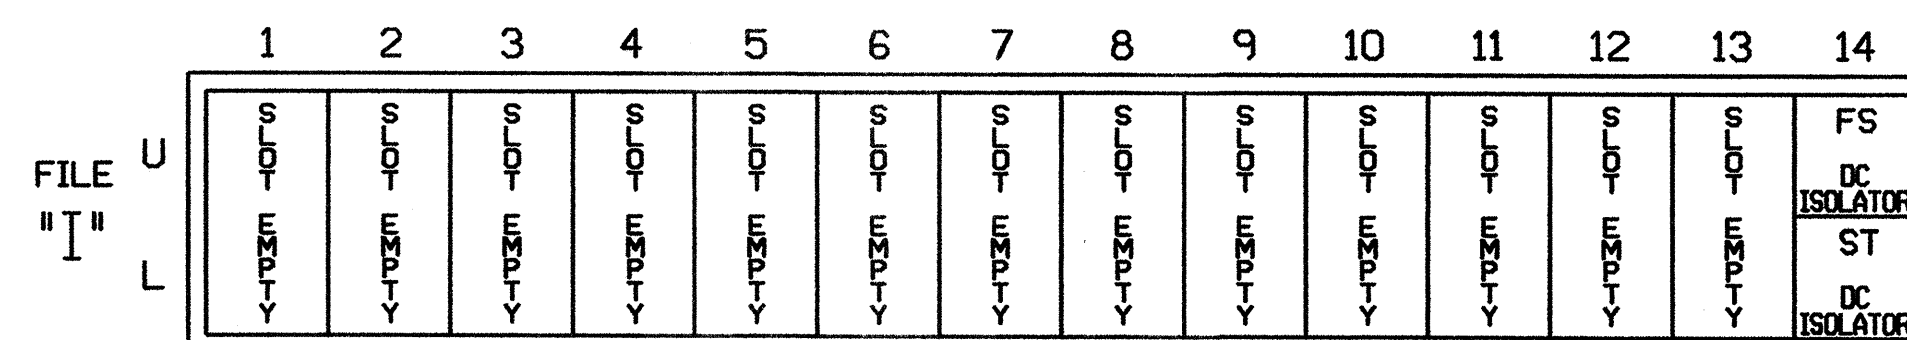 1 2 3 4 5 6 7 8 9 10 11 12 13 14
FILE "I"
U
L
SLOT EMPTY
SLOT EMPTY
SLOT EMPTY
SLOT EMPTY
SLOT EMPTY
SLOT EMPTY
SLOT EMPTY
SLOT EMPTY
SLOT EMPTY
SLOT EMPTY
SLOT EMPTY
SLOT EMPTY
SLOT EMPTY
FS
DC
ISOLATOR
ST
DC
ISOLATOR